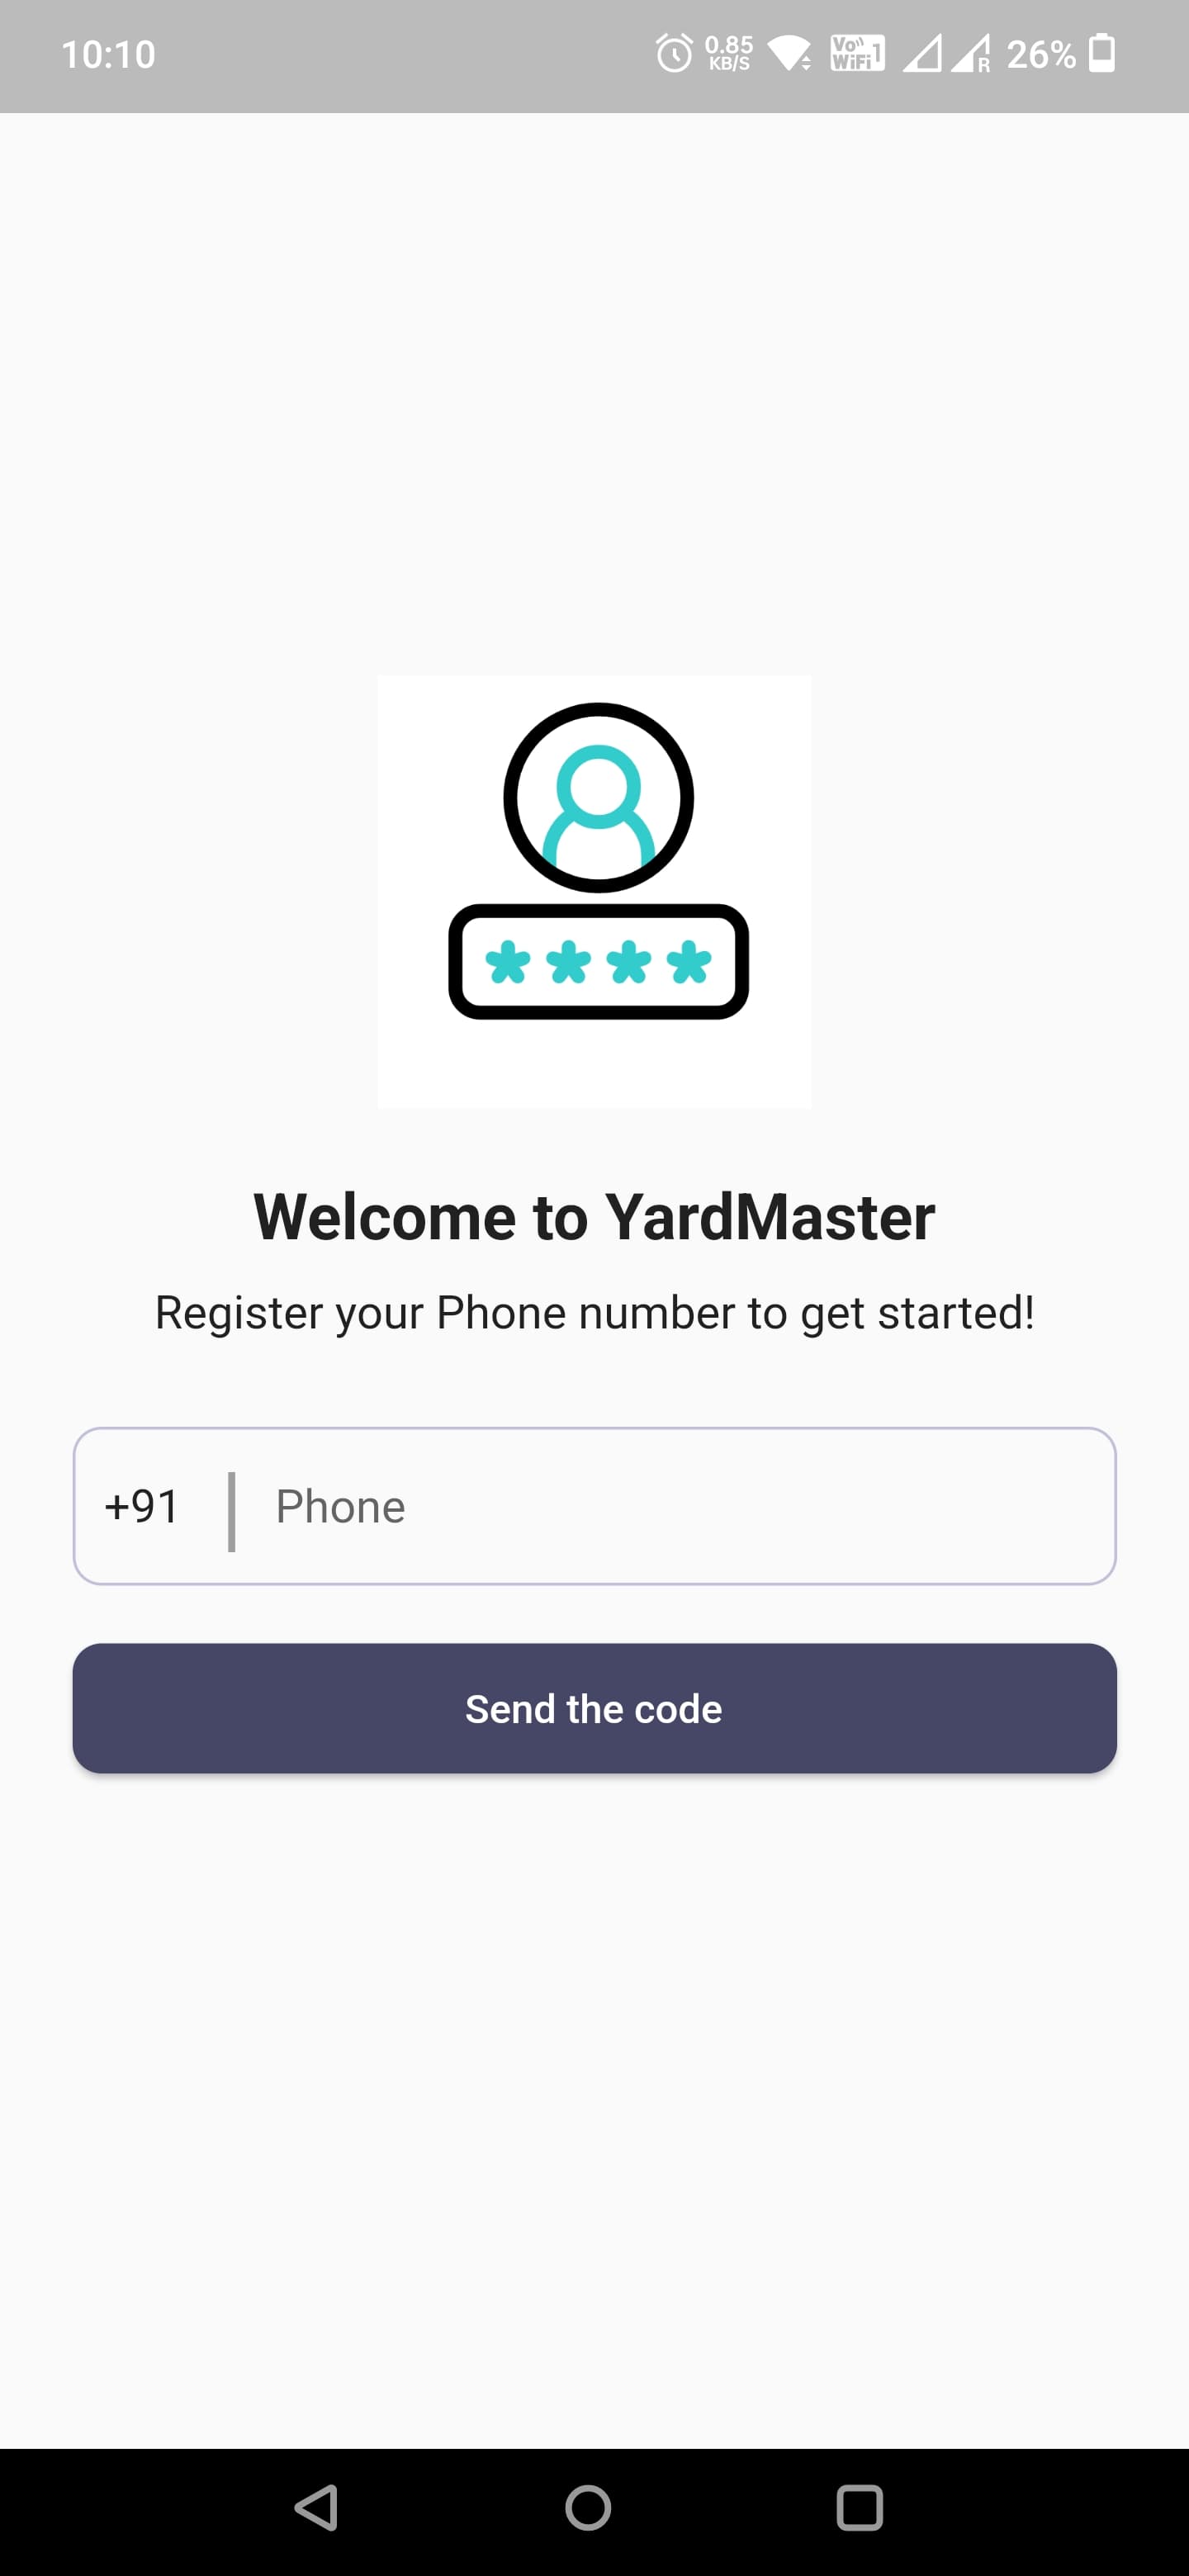 10:10 0.85 KB/S Vo WiFi 1 R 26%
* * * *
Welcome to YardMaster
Register your Phone number to get started!
+91 Phone
Send the code